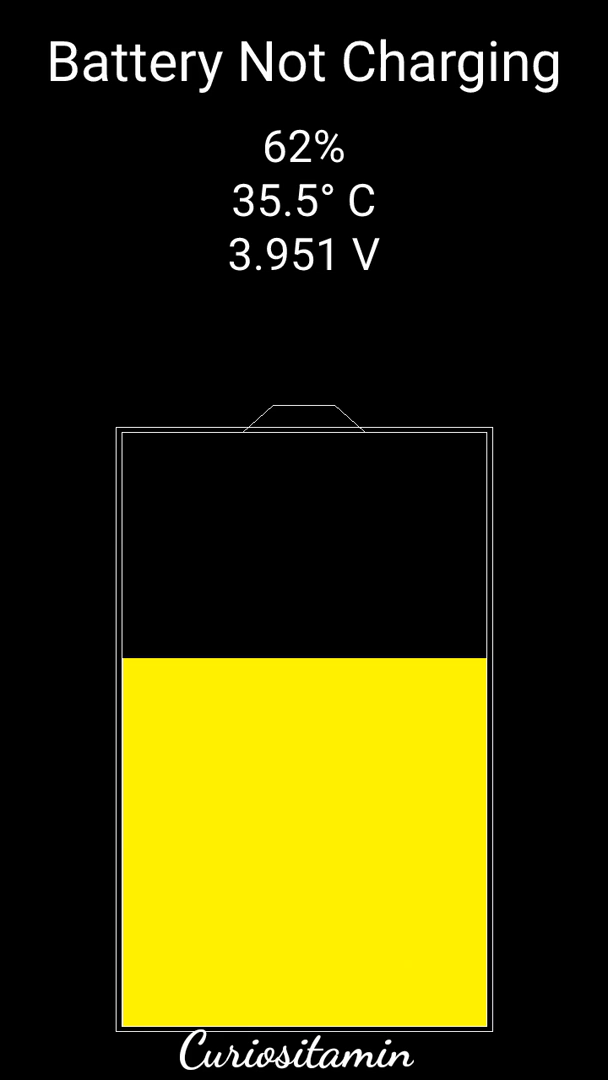 Battery Not Charging
62%
35.5° C
3.951 V
Curiositamin